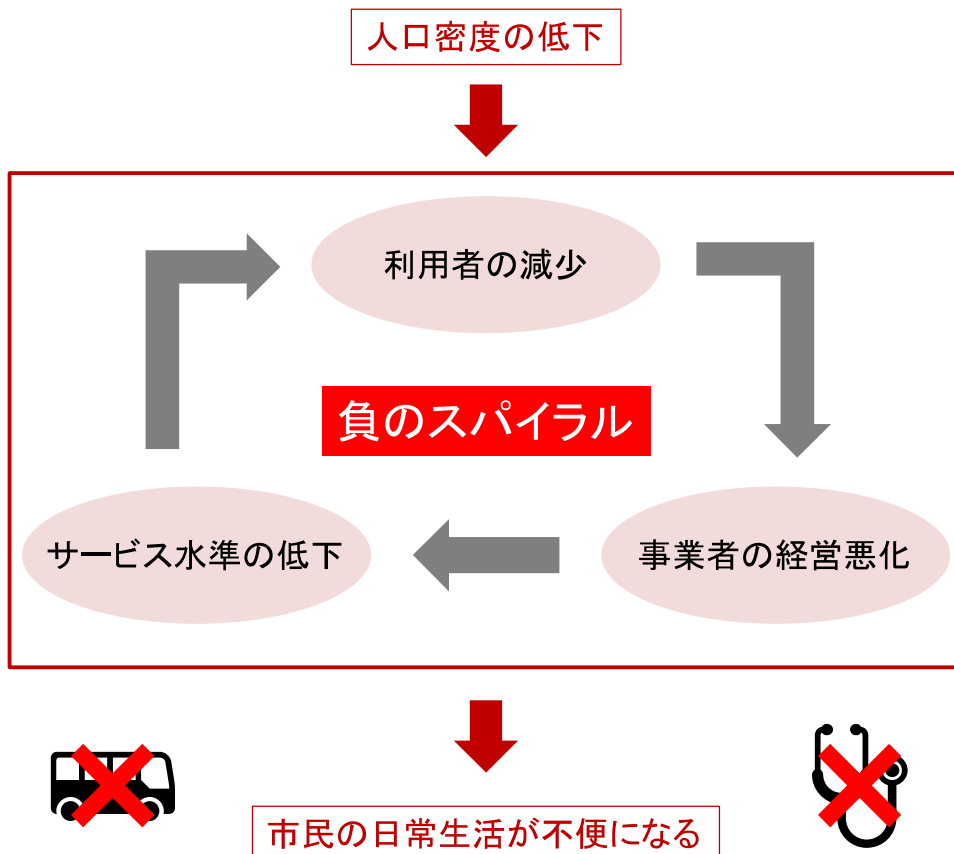 人口密度の低下
利用者の減少
負のスパイラル
サービス水準の低下
事業者の経営悪化
市民の日常生活が不便になる